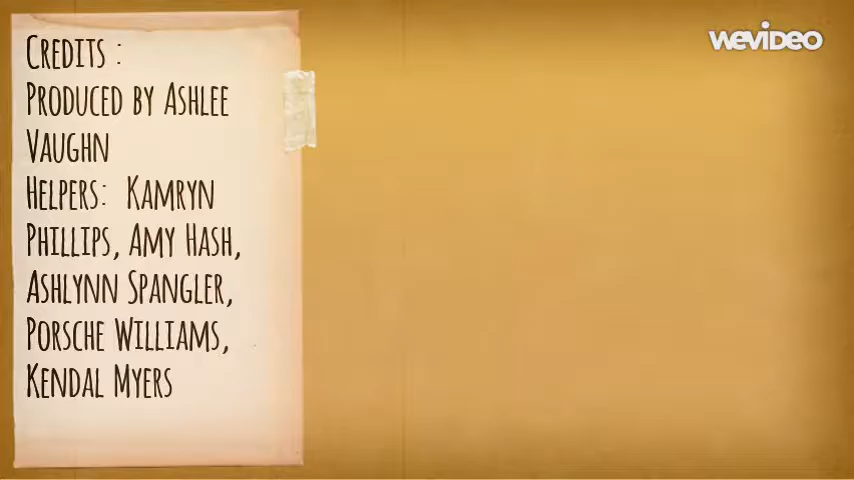 CREDITS :
PRODUCED BY ASHLEE
VAUGHN
HELPERS: KAMRYN
PHILLIPS, AMY HASH,
ASHLYNN SPANGLER,
PORSCHE WILLIAMS,
KENDAL MYERS
WEVIDEO